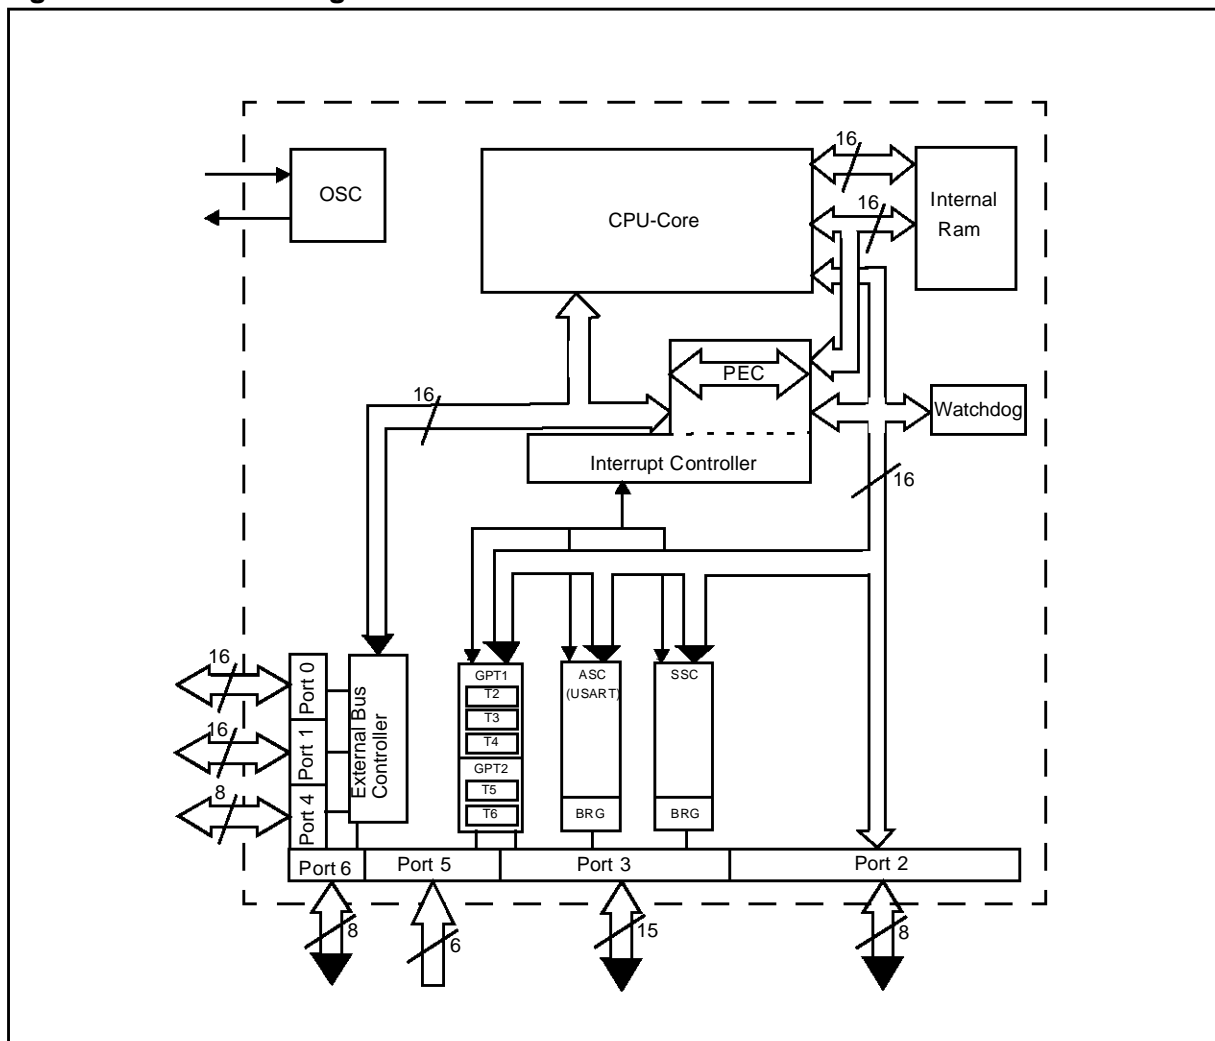 16
OSC
CPU-Core
16
Internal
Ram
PEC
16
Watchdog
Interrupt Controller
16
16
Port 0
16
Port 1
8
Port 4
External Bus
Controller
GPT1
T2
T3
T4
GPT2
T5
T6
ASC
(USART)
BRG
SSC
BRG
Port 6
Port 5
Port 3
Port 2
8
6
15
8